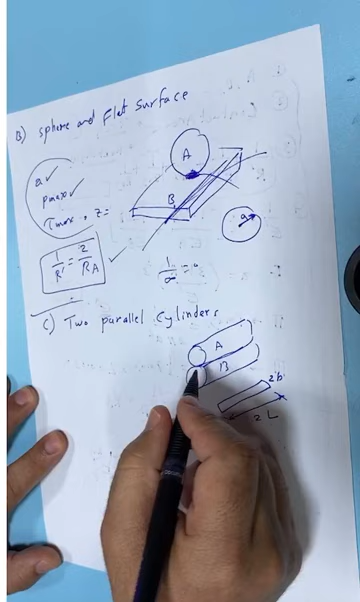 B) Sphere and Flat Surface
A
a ✓
Pmax ✓
τmax, z =
B
a
1/R' = 2/RA ✓
1/∞ = 0
C) Two parallel Cylinders
A
B
2b
2L